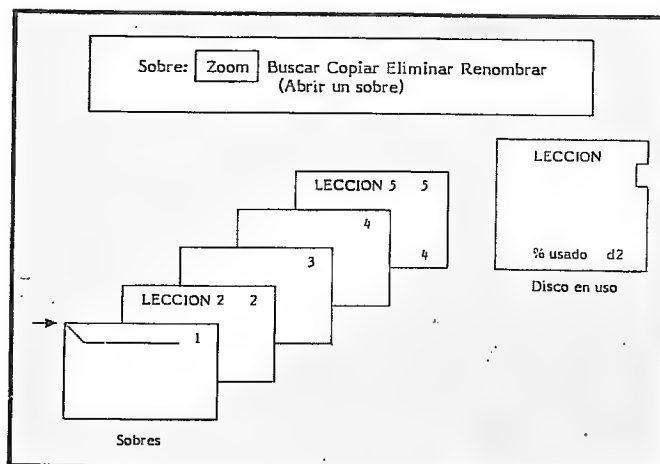 Sobre: Zoom Buscar Copiar Eliminar Renombrar
(Abrir un sobre)
LECCION
% usado d2
Disco en uso
LECCION 5 5
4
4
3
LECCION 2 2
1
Sobres